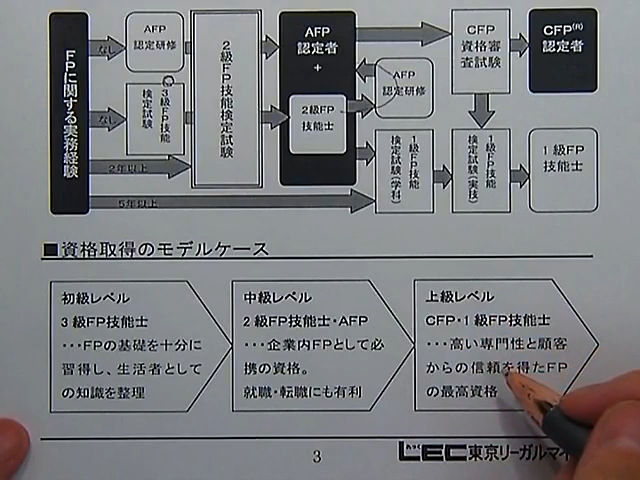 FPに関する実務経験
なし
AFP
認定研修
なし
3級FP技能
検定試験
2年以上
5年以上
2級FP技能検定試験
AFP
認定者
+
2級FP
技能士
AFP
認定研修
1級FP技能
検定試験(学科)
CFP
資格審
査試験
1級FP技能
検定試験(実技)
CFP(R)
認定者
1級FP
技能士
■資格取得のモデルケース
初級レベル
3級FP技能士
･･･FPの基礎を十分に
習得し、生活者として
の知識を整理
中級レベル
2級FP技能士・AFP
･･･企業内FPとして必
携の資格。
就職・転職にも有利
上級レベル
CFP・1級FP技能士
･･･高い専門性と顧客
からの信頼を得たFP
の最高資格
3
LEC東京リーガルマイ